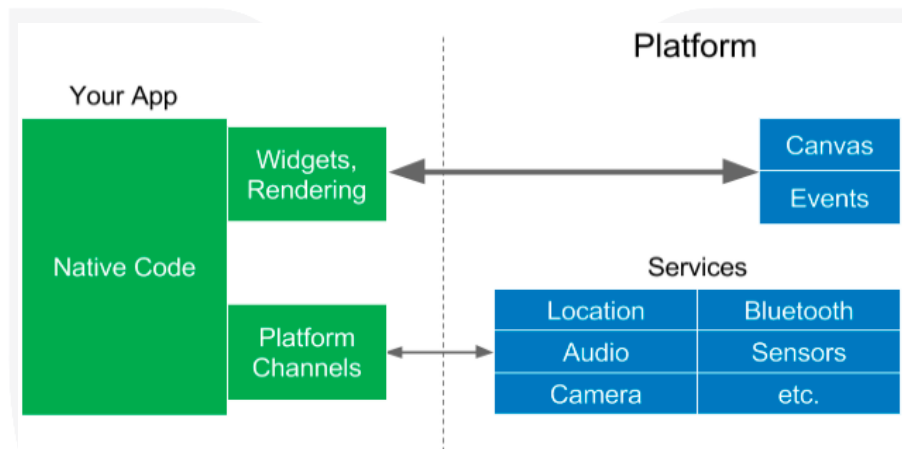 Platform
Your App
Widgets,
Rendering
Canvas
Events
Native Code
Services
Platform
Channels
Location
Bluetooth
Audio
Sensors
Camera
etc.